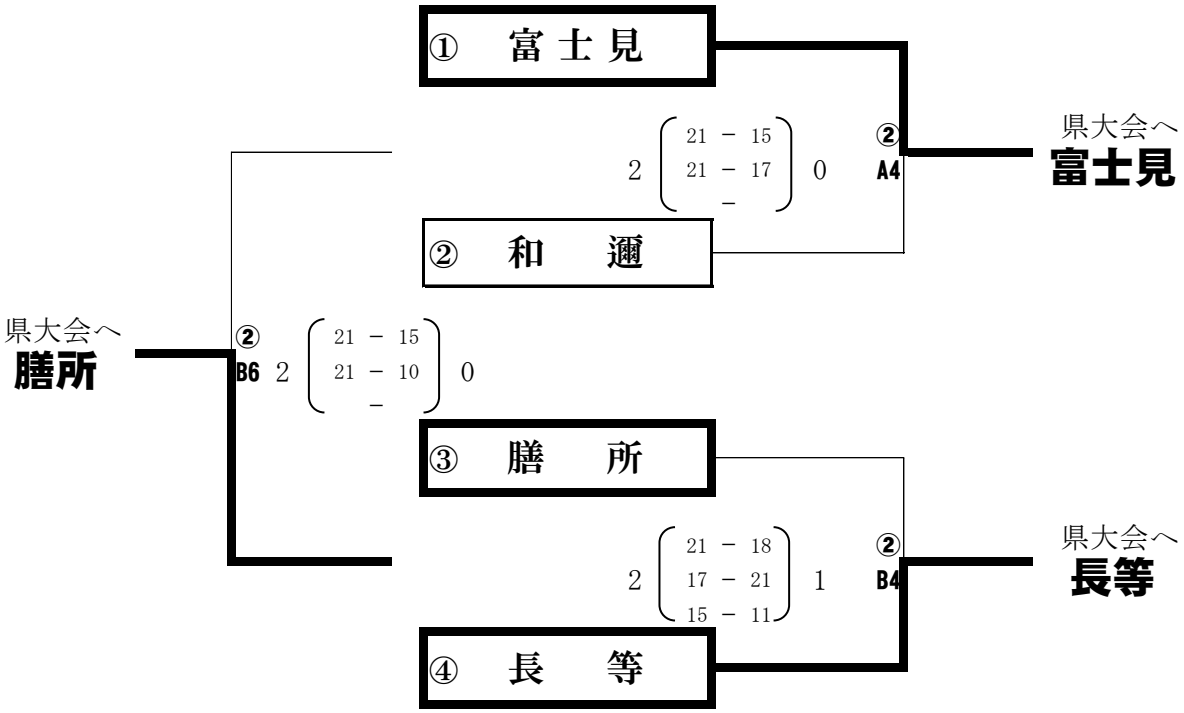 ① 富士見
県大会へ
富士見
2
21 － 15
21 － 17
－
0
②
A4
② 和 邇
県大会へ
膳所
②
B6
2
21 － 15
21 － 10
－
0
③ 膳 所
2
21 － 18
17 － 21
15 － 11
1
②
B4
県大会へ
長等
④ 長 等